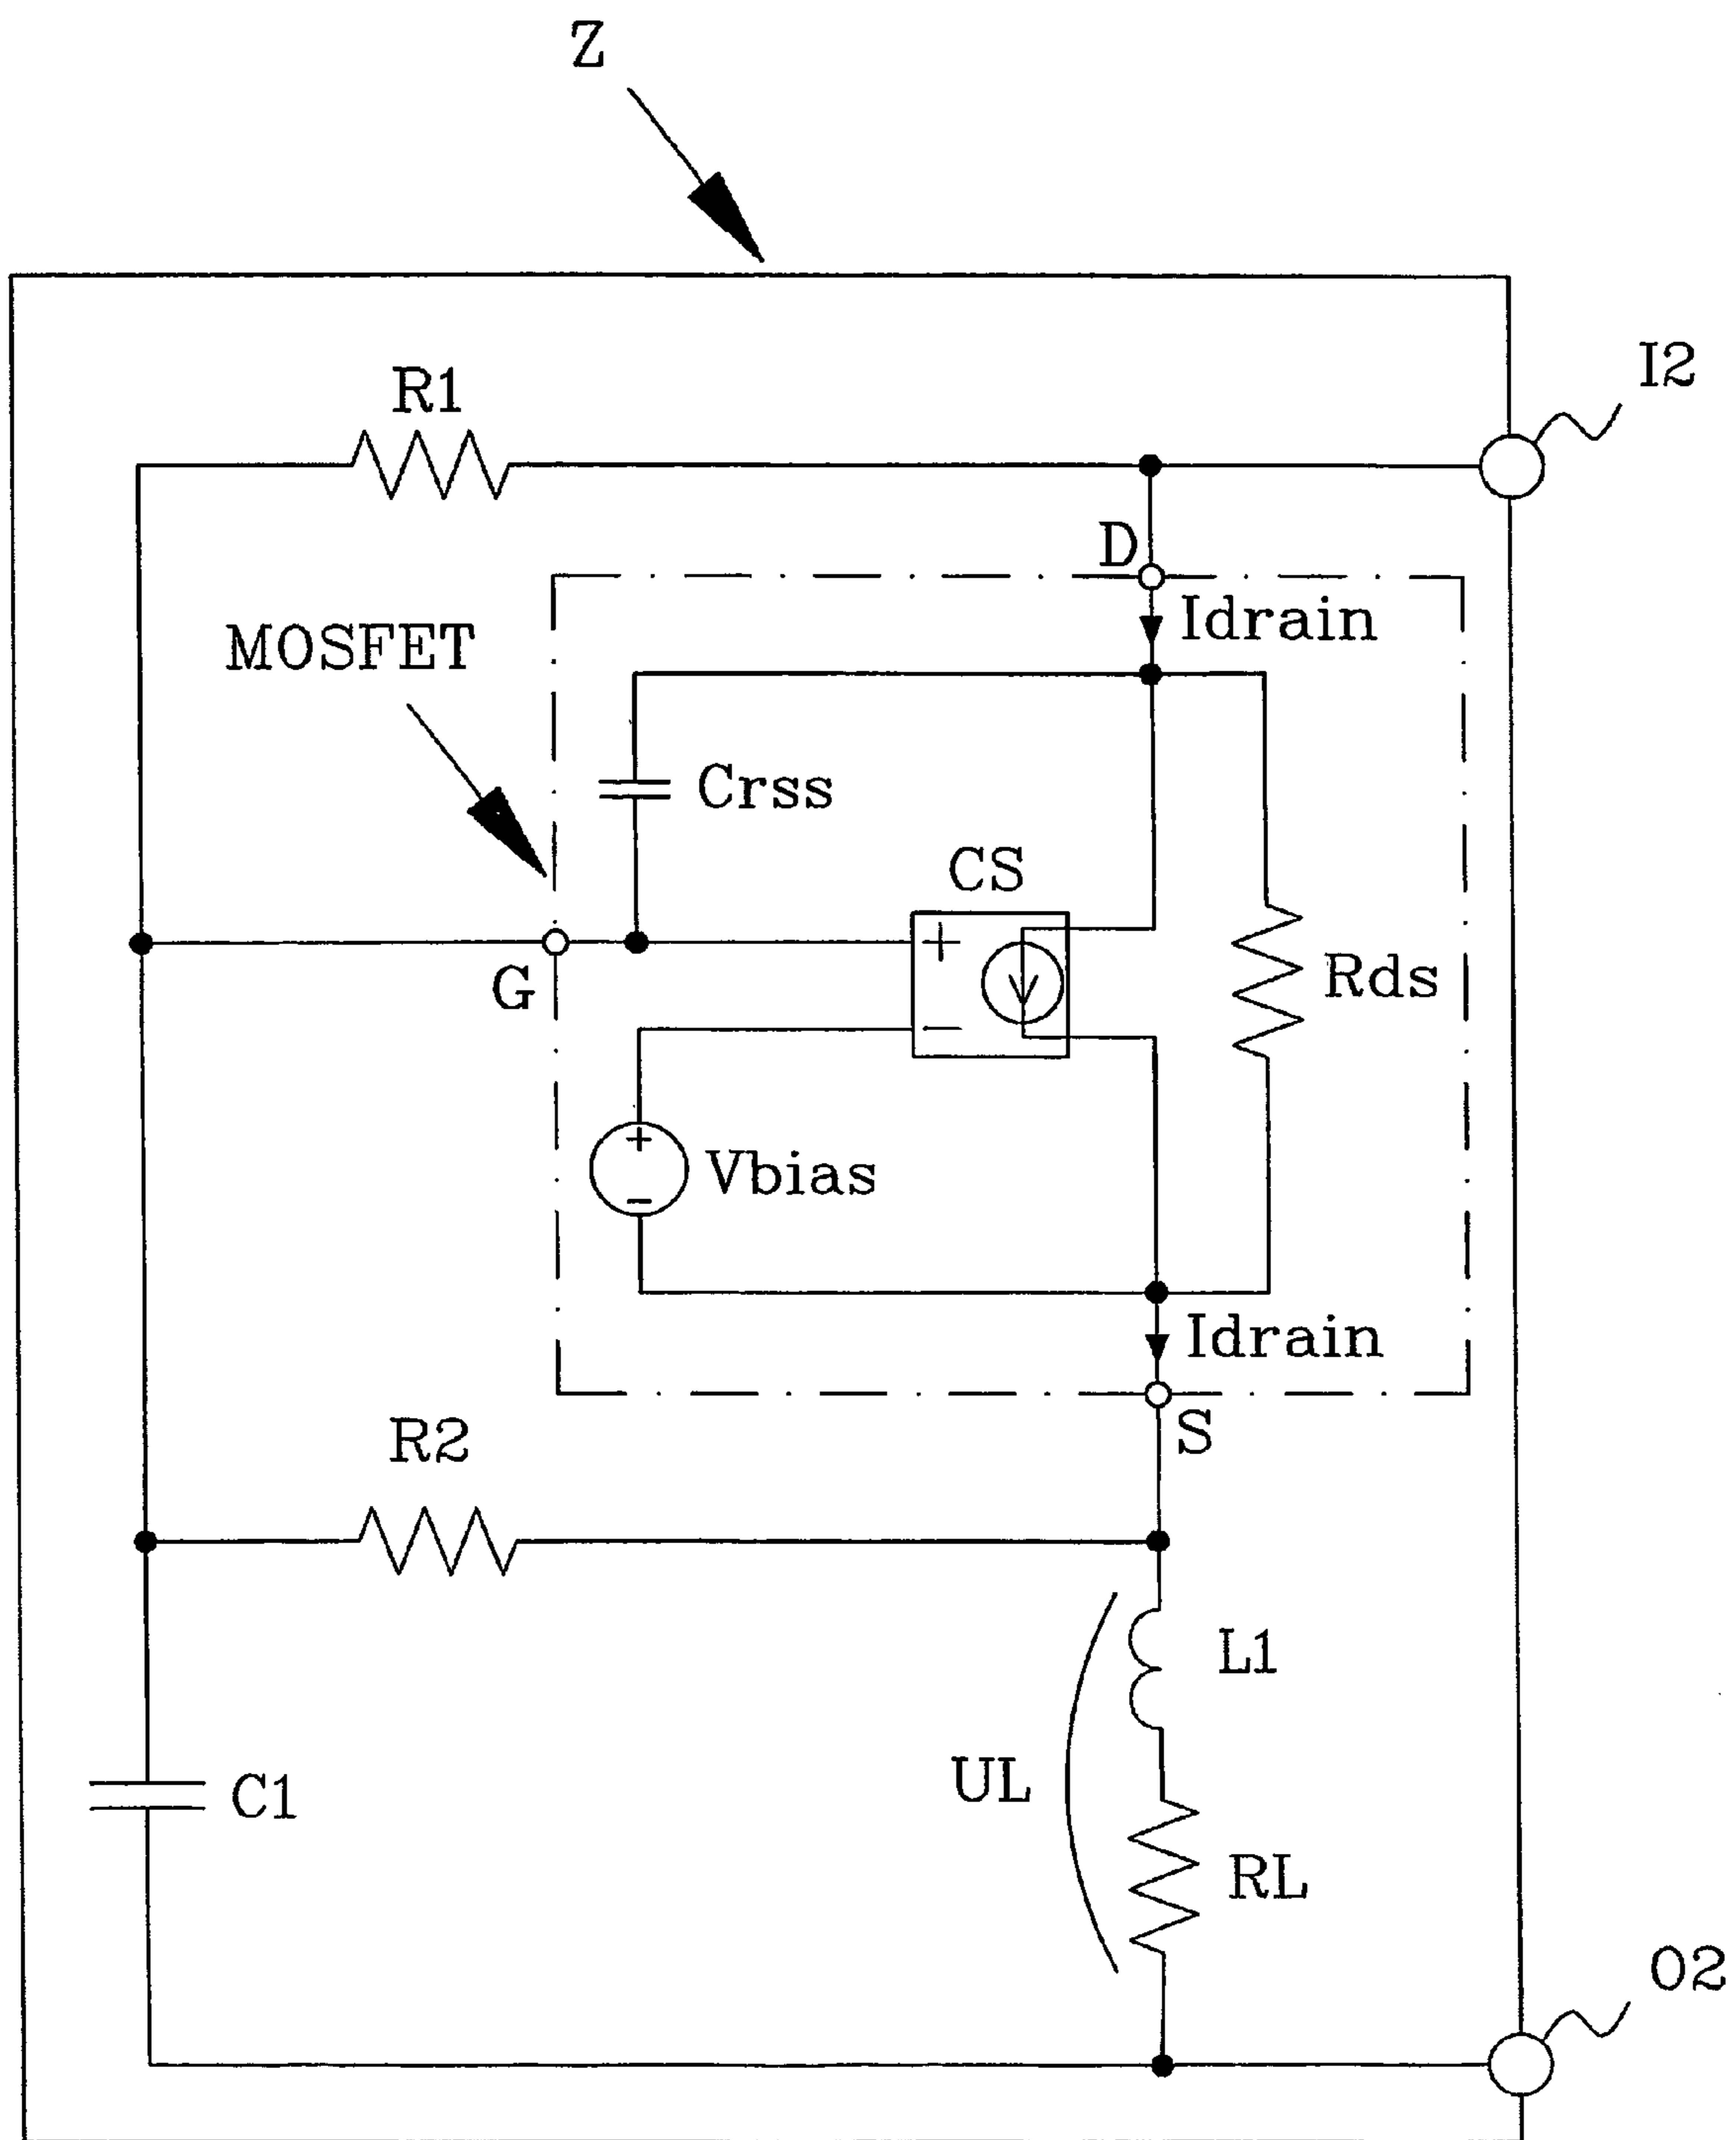 Z
I2
R1
D
Idrain
MOSFET
Crss
CS
+
−
G
Rds
+
Vbias
−
Idrain
S
R2
L1
UL
C1
RL
O2